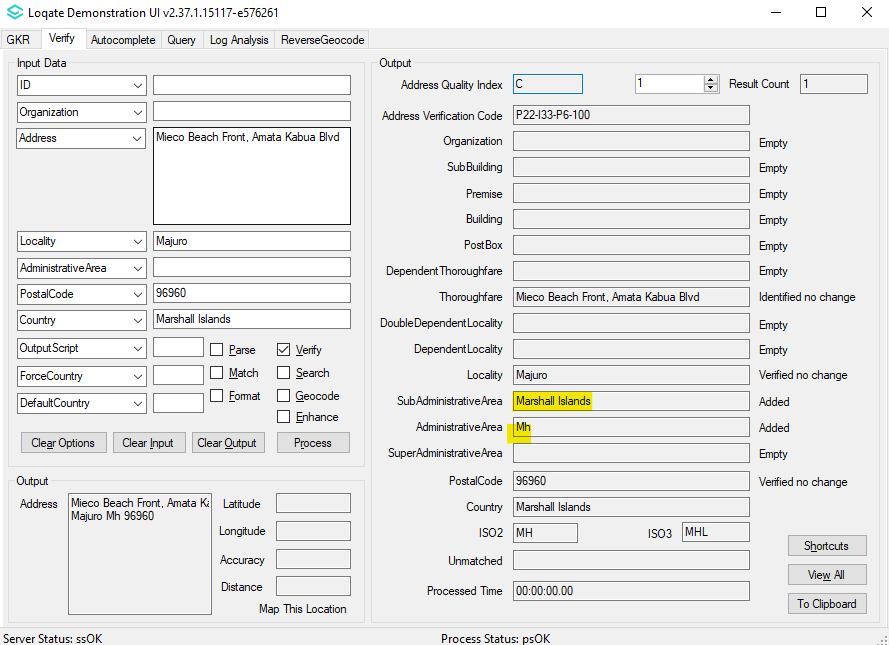 Loqate Demonstration UI v2.37.1.15117-e576261
GKR Verify Autocomplete Query Log Analysis ReverseGeocode
Input Data
ID
Organization
Address Mieco Beach Front, Amata Kabua Blvd
Locality Majuro
AdministrativeArea
PostalCode 96960
Country Marshall Islands
OutputScript Parse Verify
ForceCountry Match Search
DefaultCountry Format Geocode
Enhance
Clear Options Clear Input Clear Output Process
Output
Address Mieco Beach Front, Amata Ka
Majuro Mh 96960
Latitude
Longitude
Accuracy
Distance
Map This Location
Output
Address Quality Index C 1 Result Count 1
Address Verification Code P22-I33-P6-100
Organization Empty
SubBuilding Empty
Premise Empty
Building Empty
PostBox Empty
DependentThoroughfare Empty
Thoroughfare Mieco Beach Front, Amata Kabua Blvd Identified no change
DoubleDependentLocality Empty
DependentLocality Empty
Locality Majuro Verified no change
SubAdministrativeArea Marshall Islands Added
AdministrativeArea Mh Added
SuperAdministrativeArea Empty
PostalCode 96960 Verified no change
Country Marshall Islands
ISO2 MH ISO3 MHL
Unmatched
Processed Time 00:00:00.00
Shortcuts
View All
To Clipboard
Server Status: ssOK Process Status: psOK